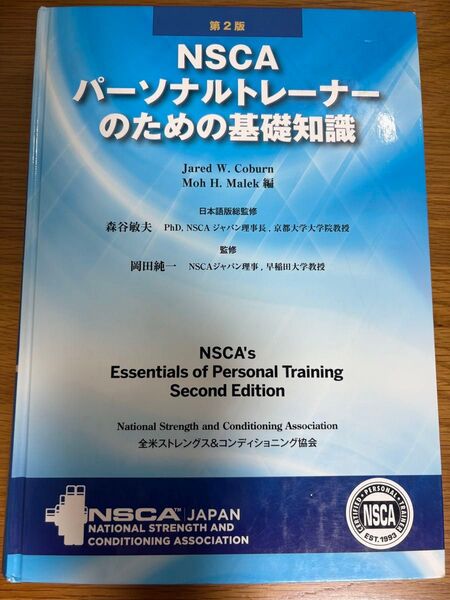 第2版
NSCA
パーソナルトレーナー
のための基礎知識
Jared W. Coburn
Moh H. Malek 編
日本語版総監修
森谷敏夫 PhD, NSCA ジャパン理事長, 京都大学大学院教授
監修
岡田純一 NSCAジャパン理事, 早稲田大学教授
NSCA's
Essentials of Personal Training
Second Edition
National Strength and Conditioning Association
全米ストレングス&コンディショニング協会
NSCA™ JAPAN
NATIONAL STRENGTH AND
CONDITIONING ASSOCIATION
CERTIFIED • PERSONAL • TRAINER
NSCA
EST. 1993